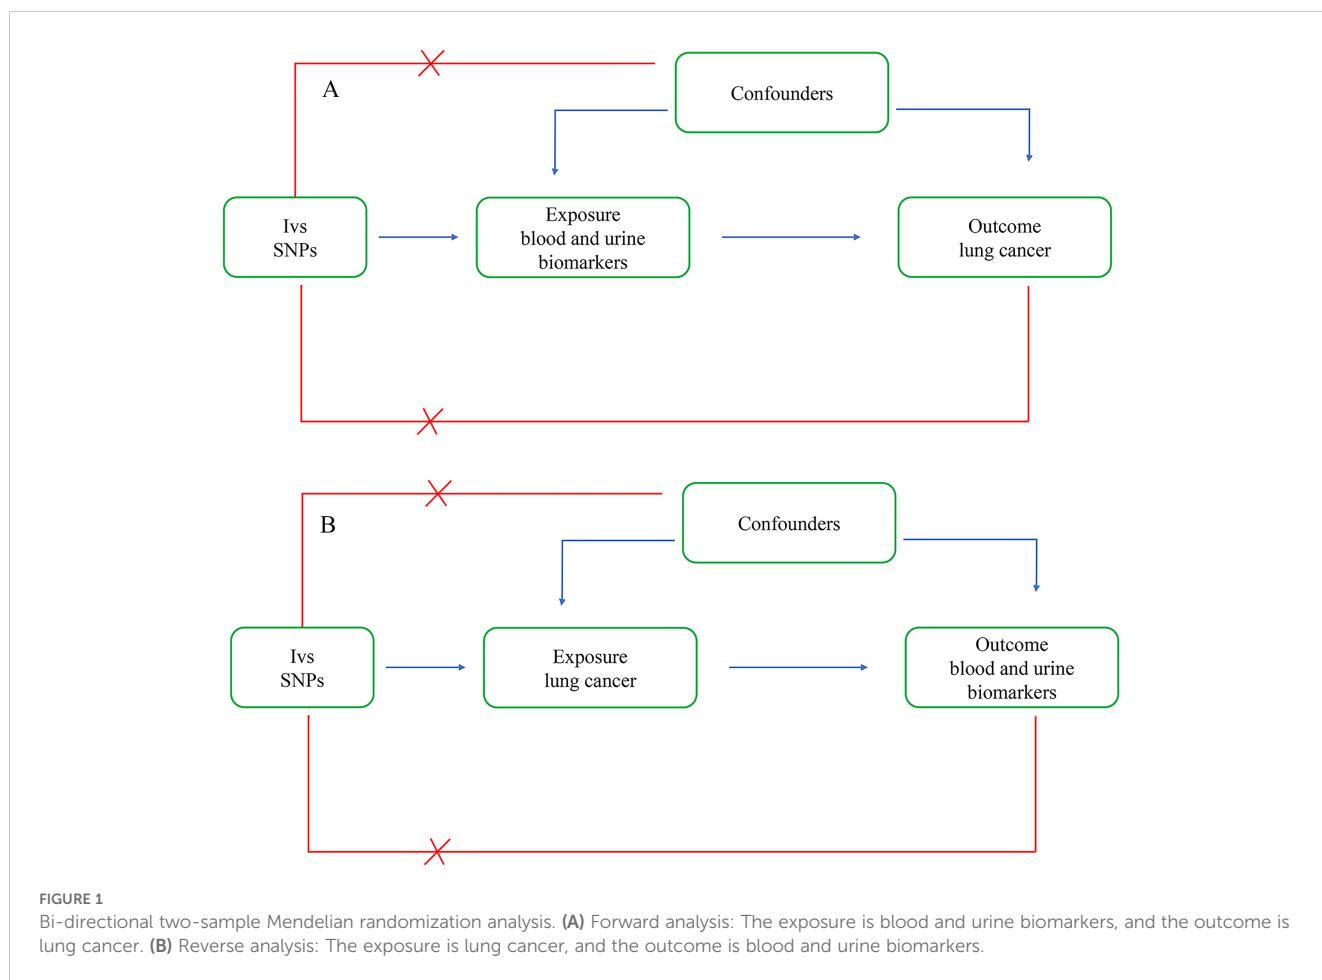 A
Confounders
Ivs
SNPs
Exposure
blood and urine
biomarkers
Outcome
lung cancer
B
Confounders
Ivs
SNPs
Exposure
lung cancer
Outcome
blood and urine
biomarkers
FIGURE 1
Bi-directional two-sample Mendelian randomization analysis. (A) Forward analysis: The exposure is blood and urine biomarkers, and the outcome is
lung cancer. (B) Reverse analysis: The exposure is lung cancer, and the outcome is blood and urine biomarkers.